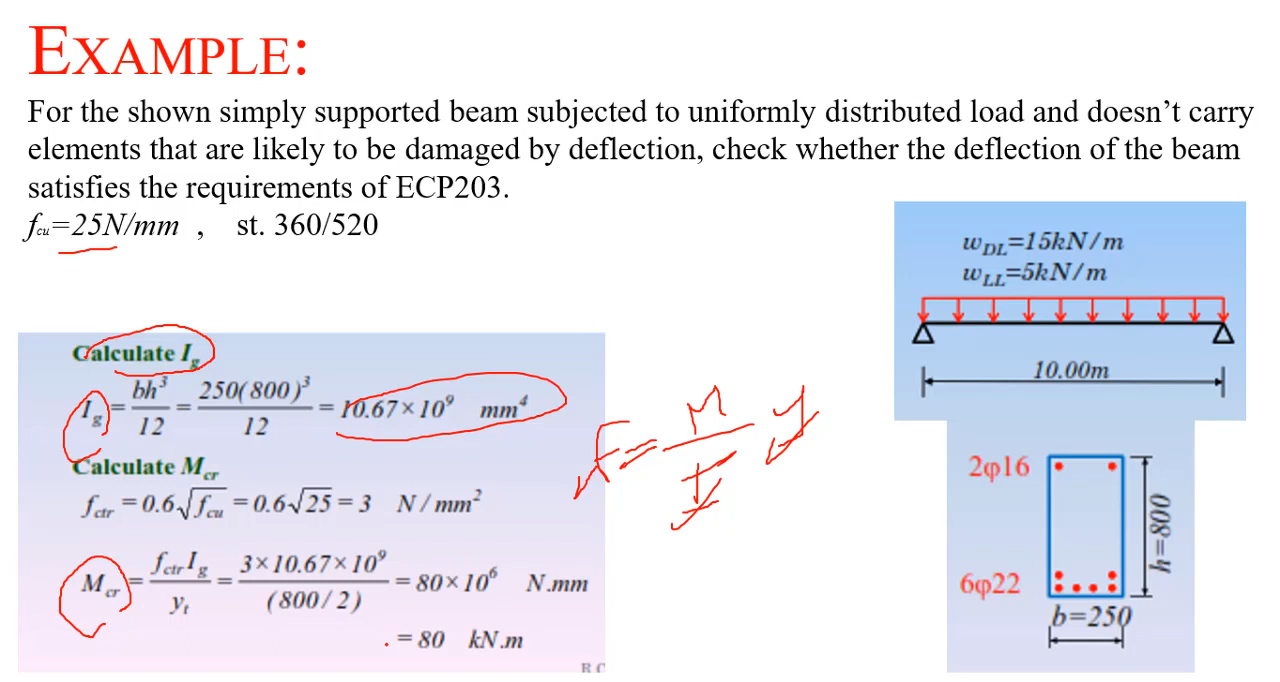 EXAMPLE:
For the shown simply supported beam subjected to uniformly distributed load and doesn’t carry
elements that are likely to be damaged by deflection, check whether the deflection of the beam
satisfies the requirements of ECP203.
fcu=25N/mm , st. 360/520
wDL=15kN/m
wLL=5kN/m
10.00m
Calculate Ig
Ig = bh³/12 = 250(800)³/12 = 10.67×10⁹ mm⁴
Calculate Mcr
fctr = 0.6√fcu = 0.6√25 = 3 N/mm²
Mcr = fctr Ig/yt = 3×10.67×10⁹/(800/2) = 80×10⁶ N.mm
= 80 kN.m
F = M/I y
2φ16
h=800
6φ22
b=250
R C